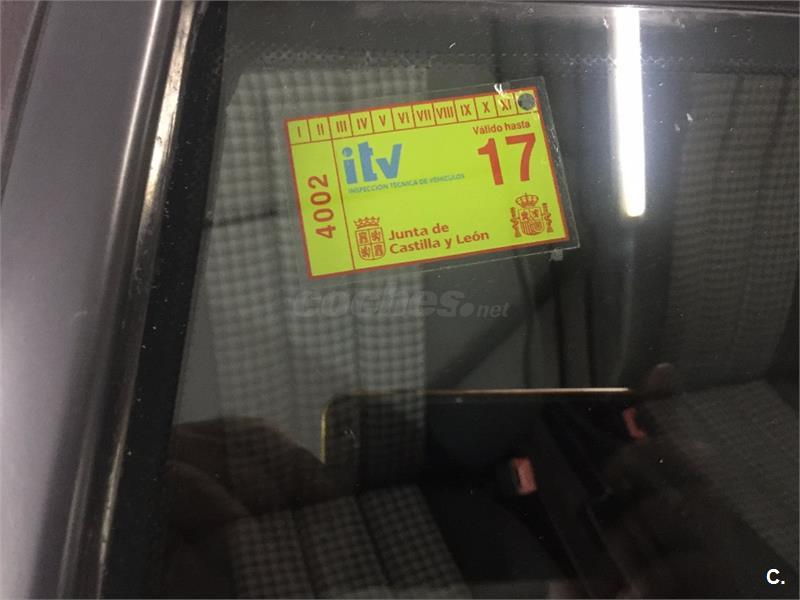 I II III IV V VI VII VIII IX X XI
Válido hasta
itv 17
INSPECCIÓN TÉCNICA DE VEHÍCULOS
4002
Junta de
Castilla y León
coches.net
C.